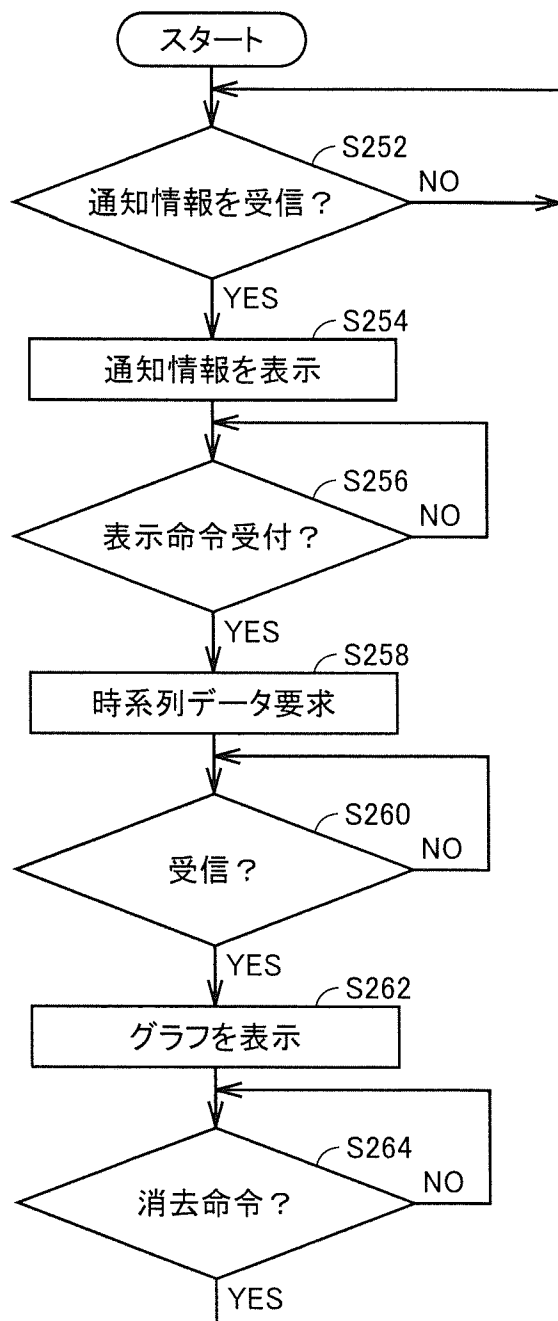 スタート
S252
通知情報を受信？
NO
YES
S254
通知情報を表示
S256
表示命令受付？
NO
YES
S258
時系列データ要求
S260
受信？
NO
YES
S262
グラフを表示
S264
消去命令？
NO
YES